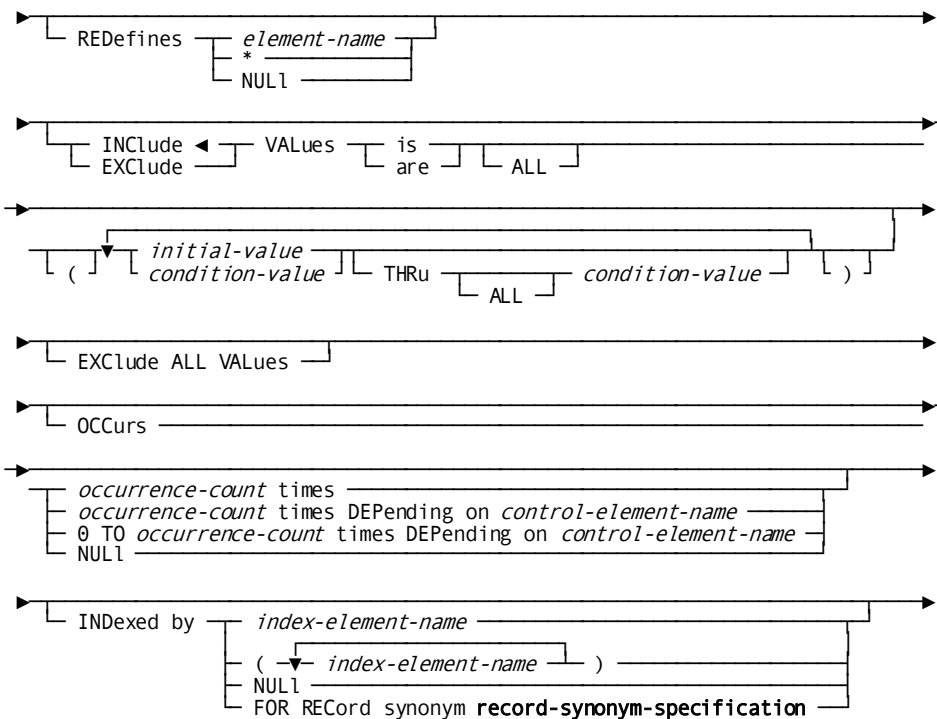 REDefines element-name
*
NULl
INClude ◄ VALues is
EXClude are ALL
initial-value
( condition-value THRu condition-value )
ALL
EXClude ALL VALues
OCCurs
occurrence-count times
occurrence-count times DEPending on control-element-name
0 TO occurrence-count times DEPending on control-element-name
NULl
INDexed by index-element-name
( index-element-name )
NULl
FOR RECord synonym record-synonym-specification